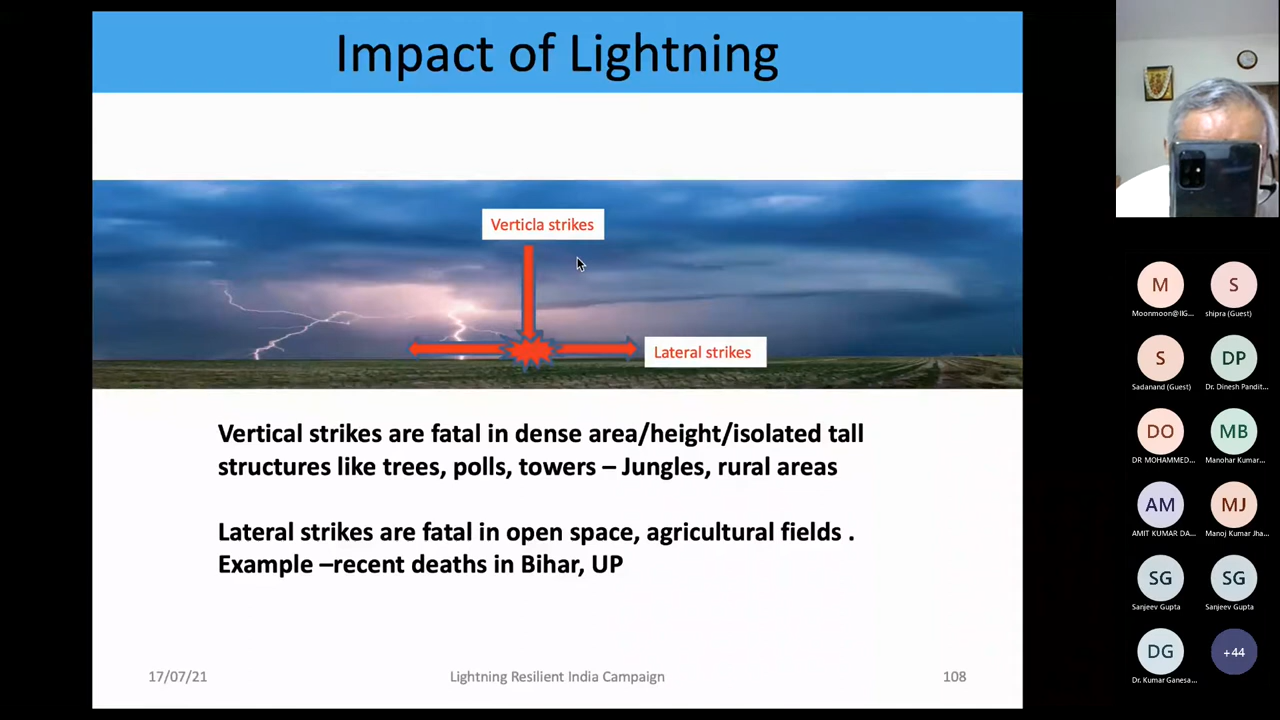 Impact of Lightning
Verticla strikes
Lateral strikes
Vertical strikes are fatal in dense area/height/isolated tall
structures like trees, polls, towers – Jungles, rural areas
Lateral strikes are fatal in open space, agricultural fields .
Example –recent deaths in Bihar, UP
17/07/21
Lightning Resilient India Campaign
108
M
S
Moonmoon@IIG...
shipra (Guest)
S
DP
Sadanand (Guest)
Dr. Dinesh Pandit...
DO
MB
DR MOHAMMED...
Manohar Kumar...
AM
MJ
AMIT KUMAR DA...
Manoj Kumar Jha...
SG
SG
Sanjeev Gupta
Sanjeev Gupta
DG
+44
Dr. Kumar Ganesa...